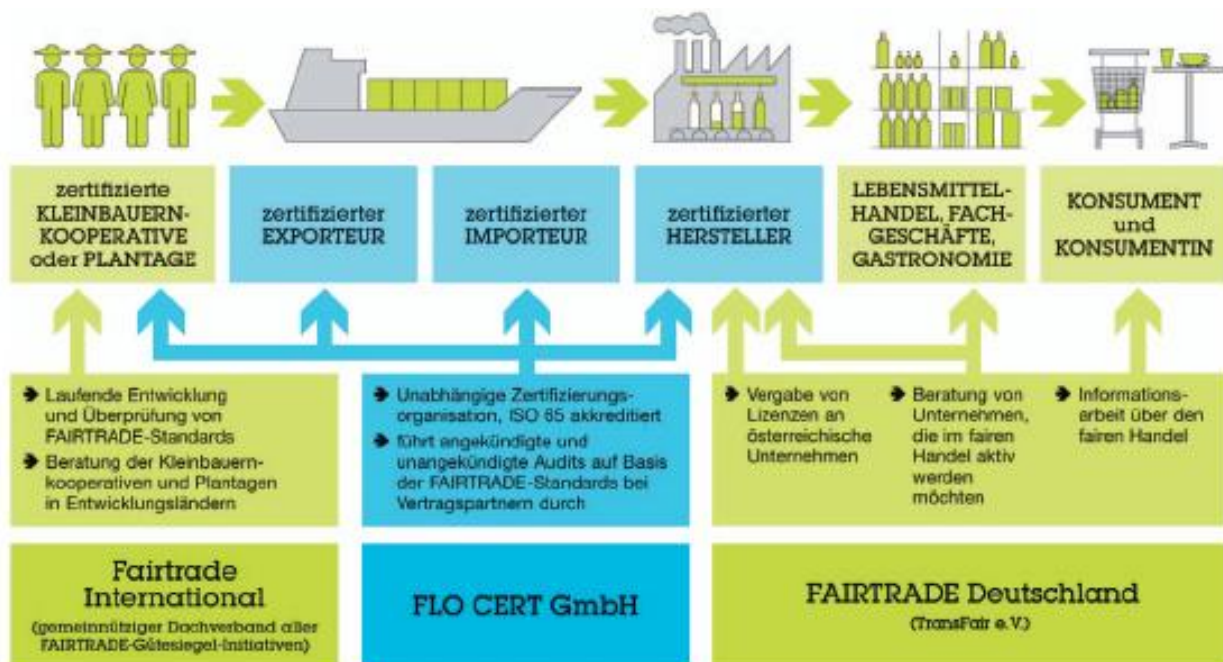 zertifizierte
KLEINBAUERN-
KOOPERATIVE
oder PLANTAGE
zertifizierter
EXPORTEUR
zertifizierter
IMPORTEUR
zertifizierter
HERSTELLER
LEBENSMITTEL-
HANDEL, FACH-
GESCHÄFTE,
GASTRONOMIE
KONSUMENT
und
KONSUMENTIN
Laufende Entwicklung
und Überprüfung von
FAIRTRADE-Standards
Beratung der Kleinbauern-
kooperativen und Plantagen
in Entwicklungsländern
Unabhängige Zertifizierungs-
organisation, ISO 65 akkreditiert
führt angekündigte und
unangekündigte Audits auf Basis
der FAIRTRADE-Standards bei
Vertragspartnern durch
Vergabe von
Lizenzen an
österreichische
Unternehmen
Beratung von
Unternehmen,
die im fairen
Handel aktiv
werden
möchten
Informations-
arbeit über den
fairen Handel
Fairtrade
International
(gemeinnütziger Dachverband aller
FAIRTRADE-Gütesiegel-Initiativen)
FLO CERT GmbH
FAIRTRADE Deutschland
(TransFair e.V.)